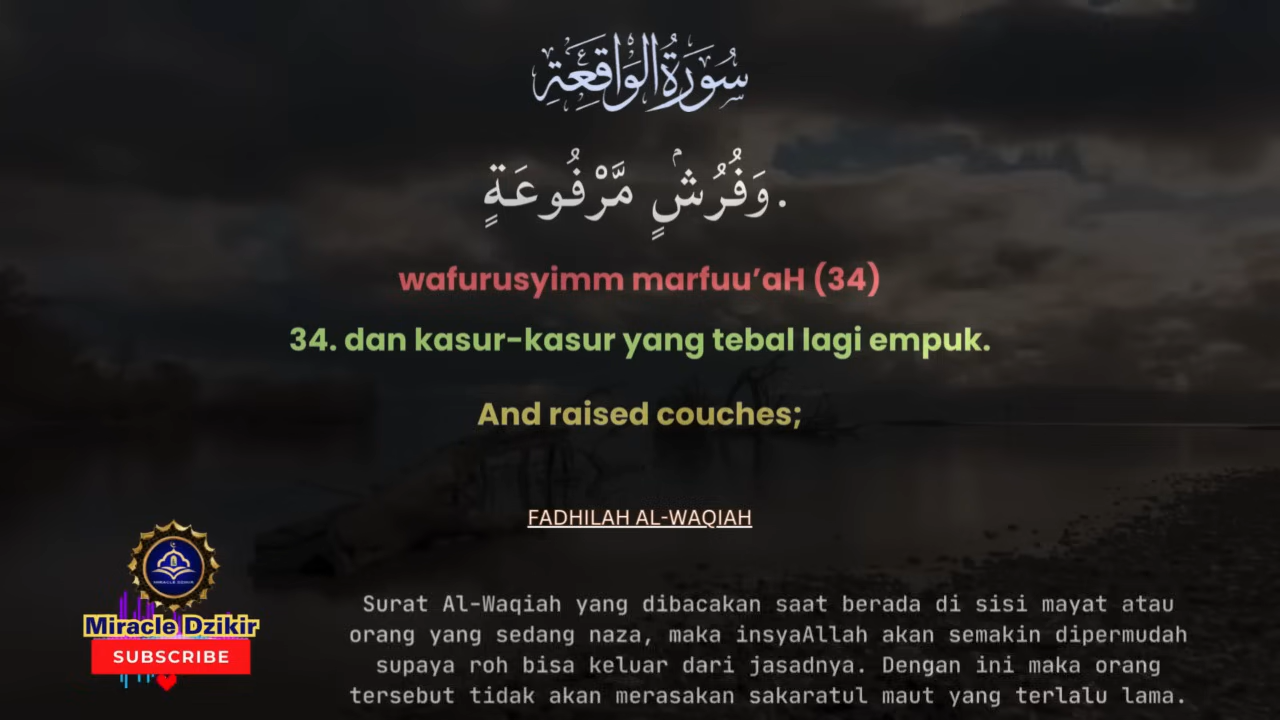 سُورَةُ الوَاقِعَةِ
.وَفُرُشٍۢ مَّرْفُوعَةٍ
wafurusyimm marfuu’aH (34)
34. dan kasur-kasur yang tebal lagi empuk.
And raised couches;
FADHILAH AL-WAQIAH
Surat Al-Waqiah yang dibacakan saat berada di sisi mayat atau
orang yang sedang naza, maka insyaAllah akan semakin dipermudah
supaya roh bisa keluar dari jasadnya. Dengan ini maka orang
tersebut tidak akan merasakan sakaratul maut yang terlalu lama.
MIRACLE DZIKIR
Miracle Dzikir
SUBSCRIBE